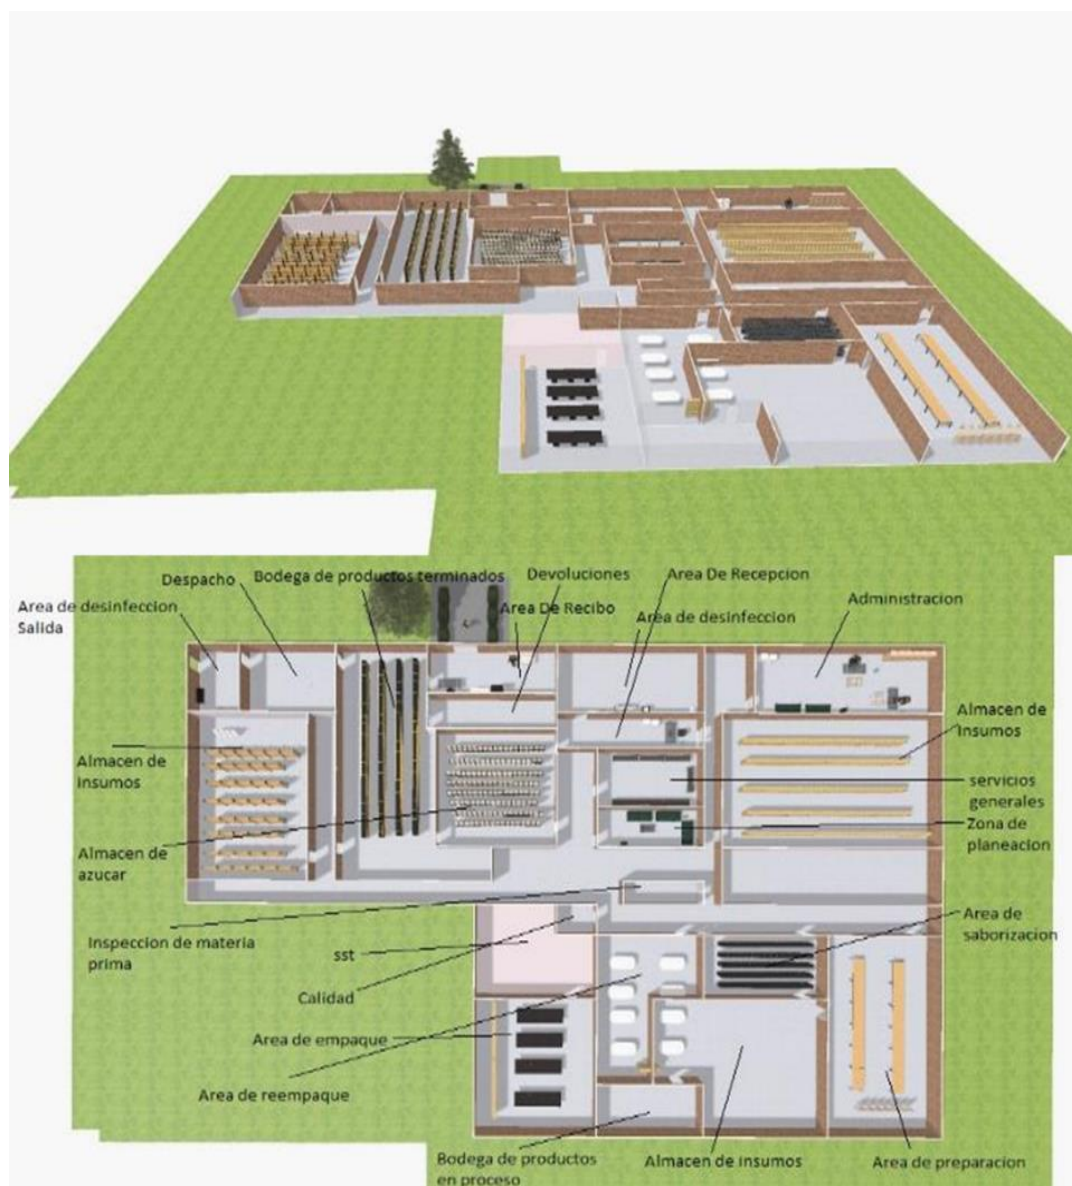 Despacho
Bodega de productos terminados
Devoluciones
Area De Recepcion
Area de desinfeccion
Salida
Area De Recibo
Area de desinfeccion
Administracion
Almacen de
insumos
Almacen de
insumos
servicios
generales
Zona de
planeacion
Almacen de
azucar
Inspeccion de materia
prima
sst
Calidad
Area de
saborizacion
Area de empaque
Area de reempaque
Bodega de productos
en proceso
Almacen de insumos
Area de preparacion